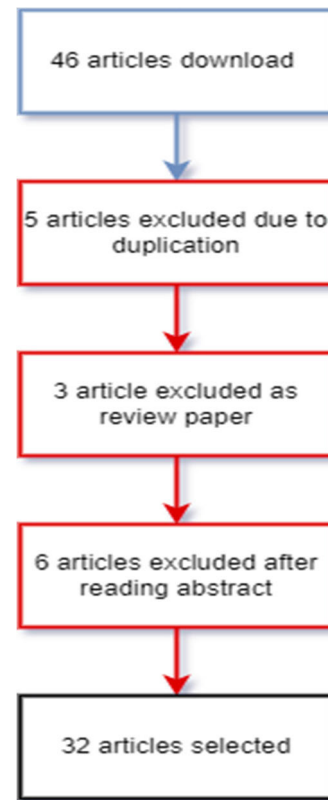 46 articles download
5 articles excluded due to
duplication
3 article excluded as
review paper
6 articles excluded after
reading abstract
32 articles selected